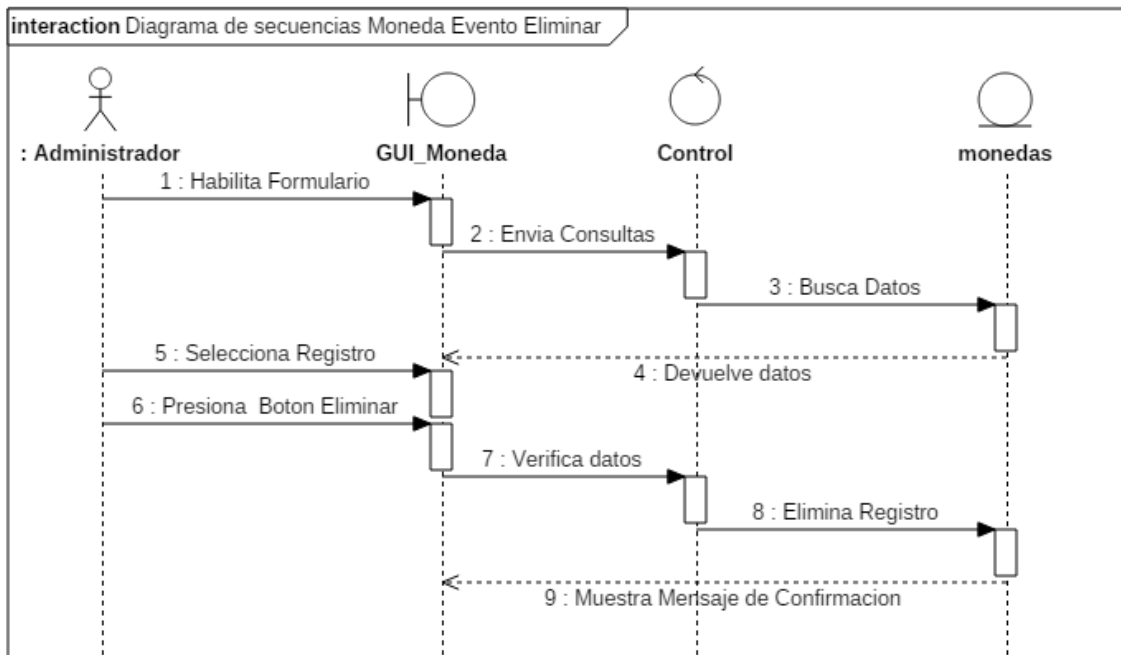 interaction Diagrama de secuencias Moneda Evento Eliminar
: Administrador
GUI_Moneda
Control
monedas
1 : Habilita Formulario
2 : Envia Consultas
3 : Busca Datos
4 : Devuelve datos
5 : Selecciona Registro
6 : Presiona Boton Eliminar
7 : Verifica datos
8 : Elimina Registro
9 : Muestra Mensaje de Confirmacion